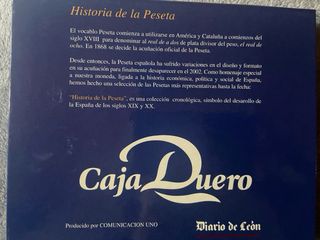 Historia de la Peseta
El vocablo Peseta comienza a utilizarse en América y Cataluña a comienzos del
siglo XVIII para denominar al real de a dos de plata divisor del peso, el real de
ocho. En 1868 se decide la acuñación oficial de la Peseta.
Desde entonces, la Peseta española ha sufrido variaciones en el diseño y formato
en su acuñación para finalmente desaparecer en el 2002. Como homenaje especial
a nuestra moneda, ligada a la historia económica, política y social de España,
hemos hecho una selección de las Pesetas más representativas hasta la fecha:
"Historia de la Peseta", es una colección cronológica, símbolo del desarollo de
la España de los siglos XIX y XX.
Caja Duero
Producido por COMUNICACION UNO
Diario de León